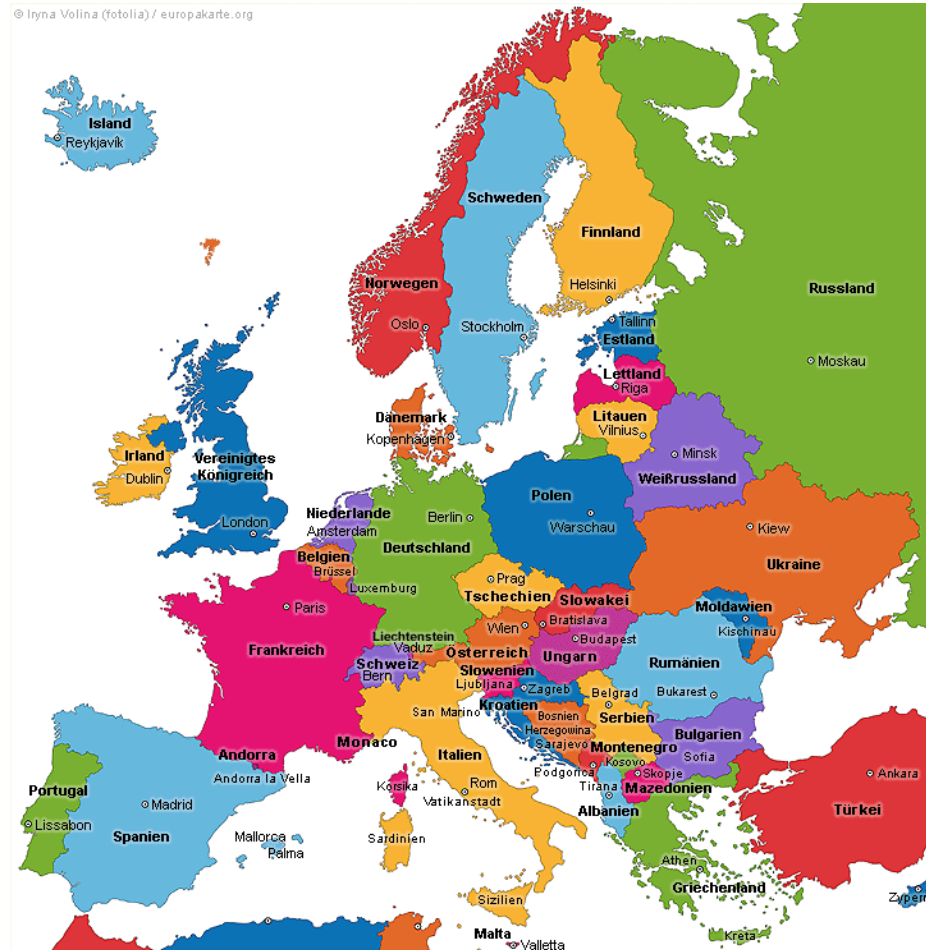 © Iryna Volina (fotolia) / europakarte.org
Island
Reykjavík
Schweden
Finnland
Norwegen
Helsinki
Russland
Oslo
Stockholm
Tallinn
Estland
Moskau
Lettland
Riga
Dänemark
Litauen
Kopenhagen
Vilnius
Irland
Vereinigtes
Königreich
Minsk
Dublin
Weißrussland
Polen
Niederlande
London
Amsterdam
Berlin
Warschau
Kiew
Deutschland
Belgien
Brüssel
Ukraine
Luxemburg
Prag
Tschechien
Slowakei
Paris
Moldawien
Bratislava
Kischinau
Wien
Liechtenstein
Vaduz
Budapest
Frankreich
Österreich
Ungarn
Schweiz
Bern
Rumänien
Slowenien
Ljubljana
Zagreb
Belgrad
Bukarest
Kroatien
San Marino
Bosnien
Herzegowina
Serbien
Bulgarien
Monaco
Sarajevo
Montenegro
Andorra
Italien
Kosovo
Sofia
Andorra la Vella
Podgorica
Skopje
Ankara
Korsika
Rom
Tirana
Mazedonien
Portugal
Vatikanstadt
Madrid
Albanien
Türkei
Lissabon
Spanien
Mallorca
Sardinien
Palma
Athen
Griechenland
Sizilien
Zypern
Malta
Kreta
Valletta